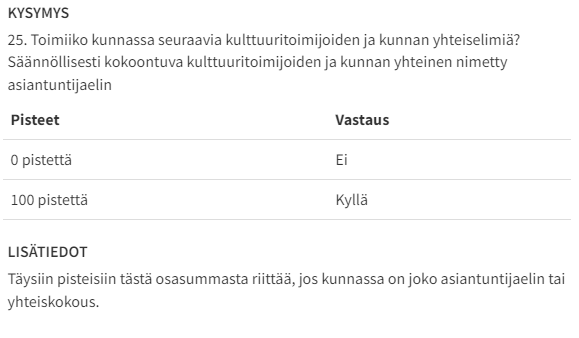 KYSYMYS
25. Toimiiko kunnassa seuraavia kulttuuritoimijoiden ja kunnan yhteiselimiä?
Säännöllisesti kokoontuva kulttuuritoimijoiden ja kunnan yhteinen nimetty
asiantuntijaelin
Pisteet Vastaus
0 pistettä Ei
100 pistettä Kyllä
LISÄTIEDOT
Täysiin pisteisiin tästä osasummasta riittää, jos kunnassa on joko asiantuntijaelin tai
yhteiskokous.